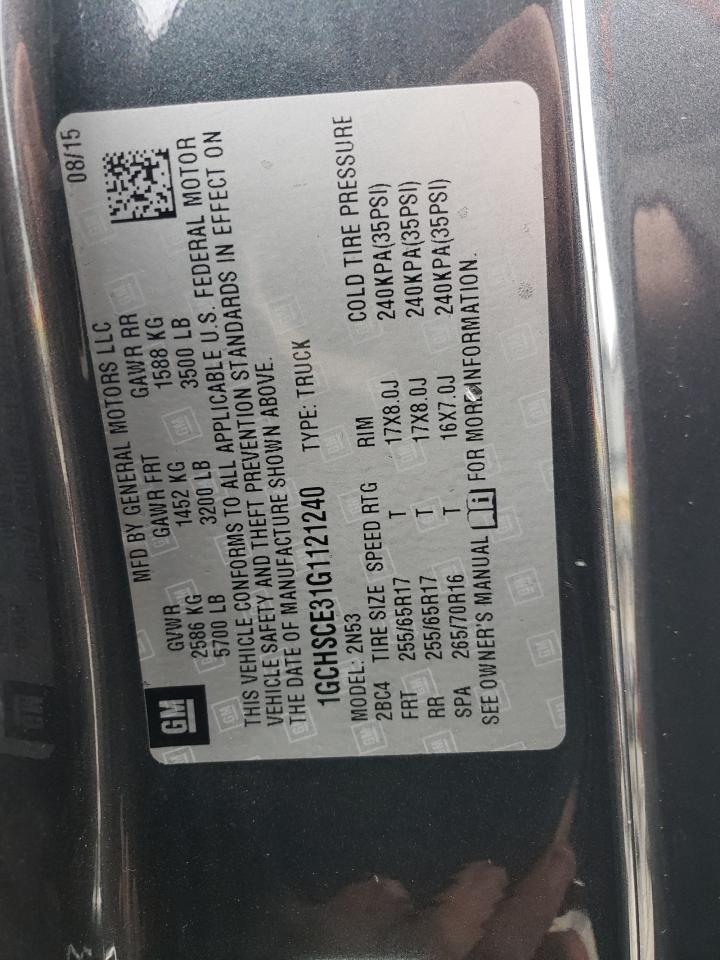 GM
MFD BY GENERAL MOTORS LLC
08/15
GVWR GAWR FRT GAWR RR
2586 KG 1452 KG 1588 KG
5700 LB 3200 LB 3500 LB
THIS VEHICLE CONFORMS TO ALL APPLICABLE U.S. FEDERAL MOTOR
VEHICLE SAFETY AND THEFT PREVENTION STANDARDS IN EFFECT ON
THE DATE OF MANUFACTURE SHOWN ABOVE.
1GCHSCE31G1121240 TYPE: TRUCK
MODEL: 2N53
2BC4 TIRE SIZE SPEED RTG RIM COLD TIRE PRESSURE
FRT 255/65R17 T 17X8.0J 240KPA(35PSI)
RR 255/65R17 T 17X8.0J 240KPA(35PSI)
SPA 265/70R16 T 16X7.0J 240KPA(35PSI)
SEE OWNER'S MANUAL i FOR MORE INFORMATION.